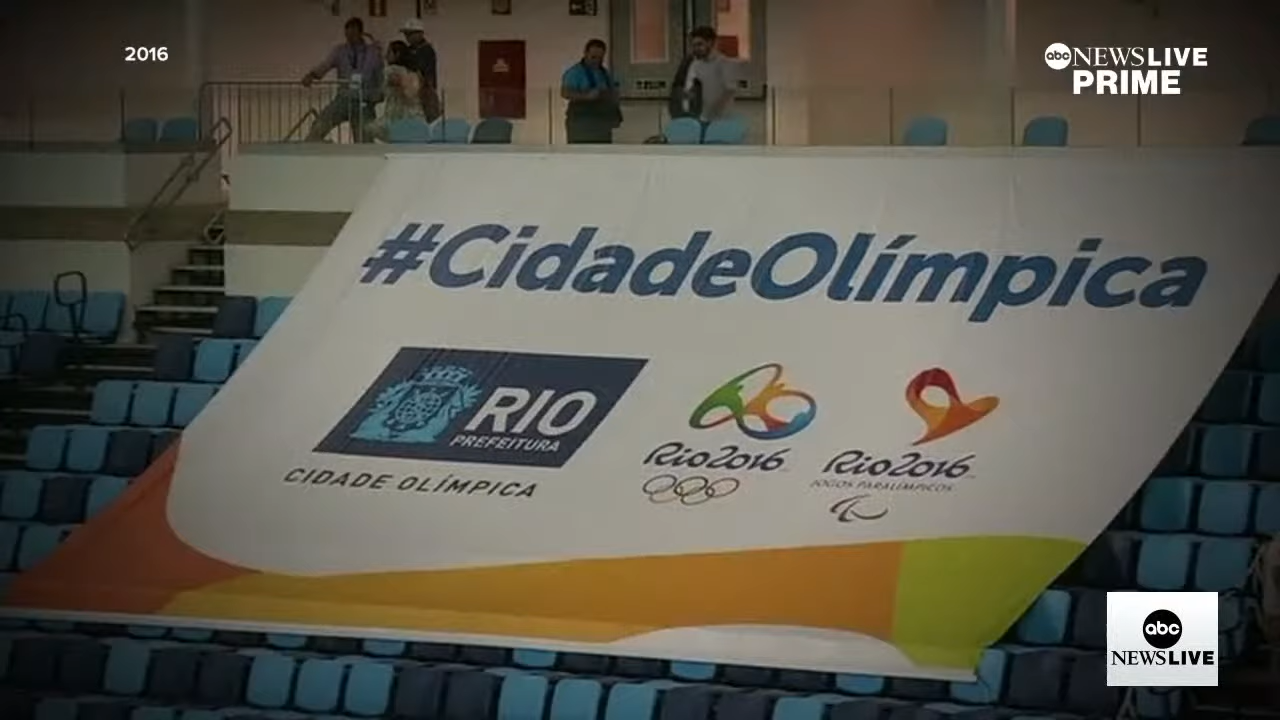 2016
abc NEWS LIVE
PRIME
#CidadeOlímpica
RIO
PREFEITURA
CIDADE OLÍMPICA
Rio2016
Rio2016
JOGOS PARALÍMPICOS
abc
NEWS LIVE